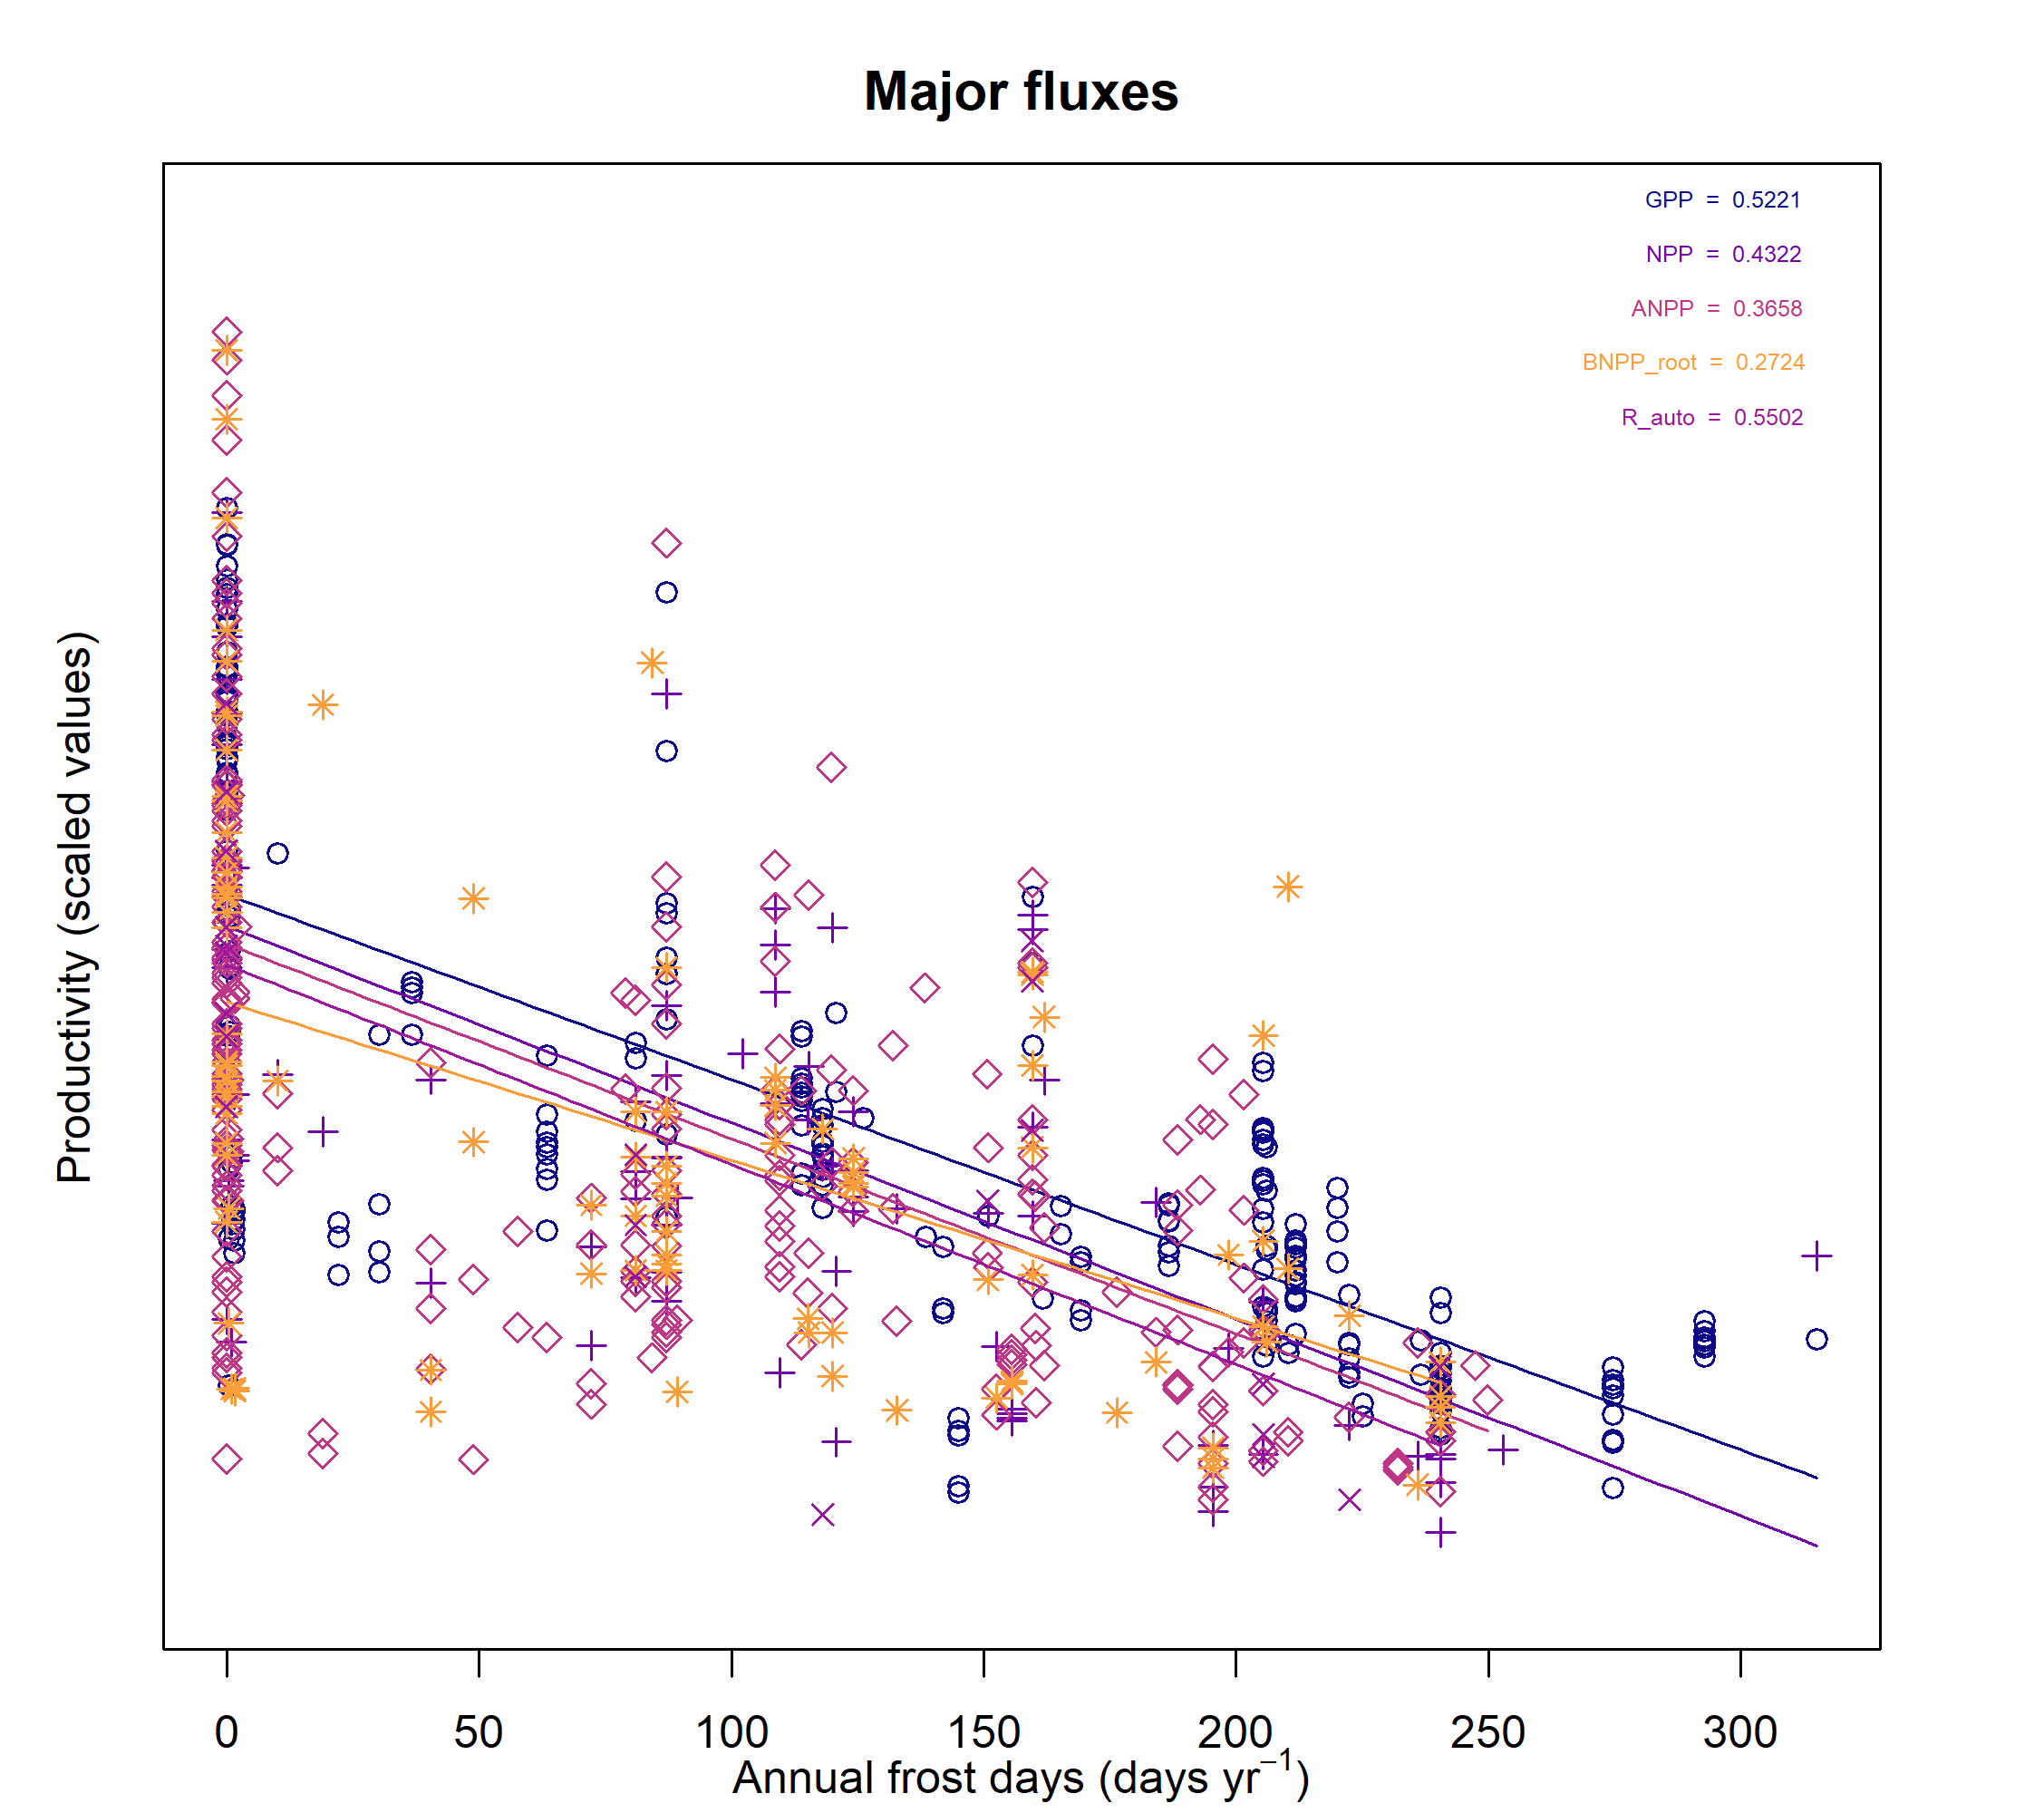 Major fluxes
GPP = 0.5221
NPP = 0.4322
ANPP = 0.3658
BNPP_root = 0.2724
R_auto = 0.5502
Productivity (scaled values)
0 50 100 150 200 250 300
Annual frost days (days yr⁻¹)